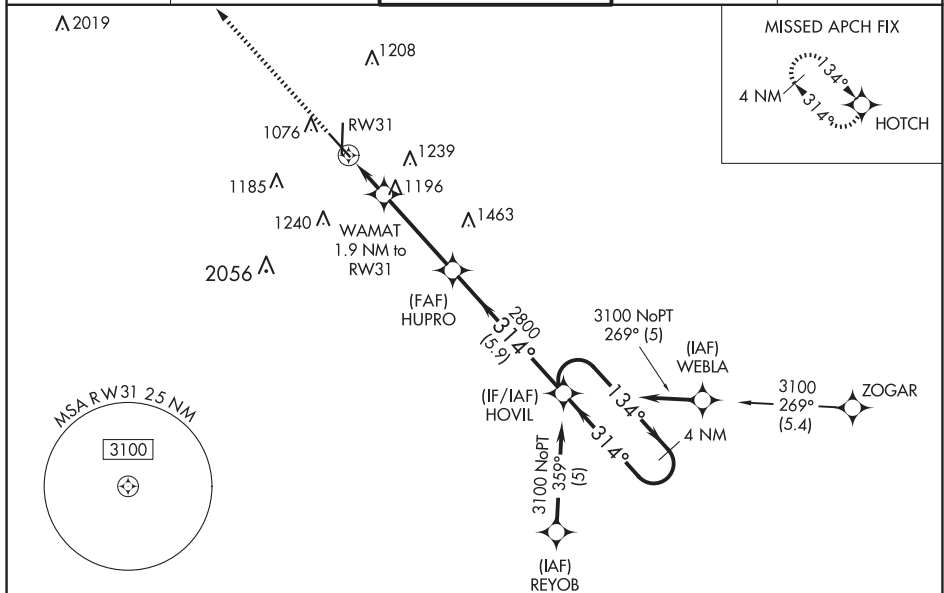 2019
1208
MISSED APCH FIX
134°
4 NM
314°
HOTCH
1076
RW31
1239
1185
1196
1240
1463
WAMAT
1.9 NM to
RW31
2056
(FAF)
HUPRO
2800
314°
(5.9)
3100 NoPT
269° (5)
(IAF)
WEBLA
(IF/IAF)
HOVIL
134°
314°
4 NM
3100
269°
(5.4)
ZOGAR
MSA RW31 25 NM
3100
3100 NoPT
359°
(5)
(IAF)
REYOB